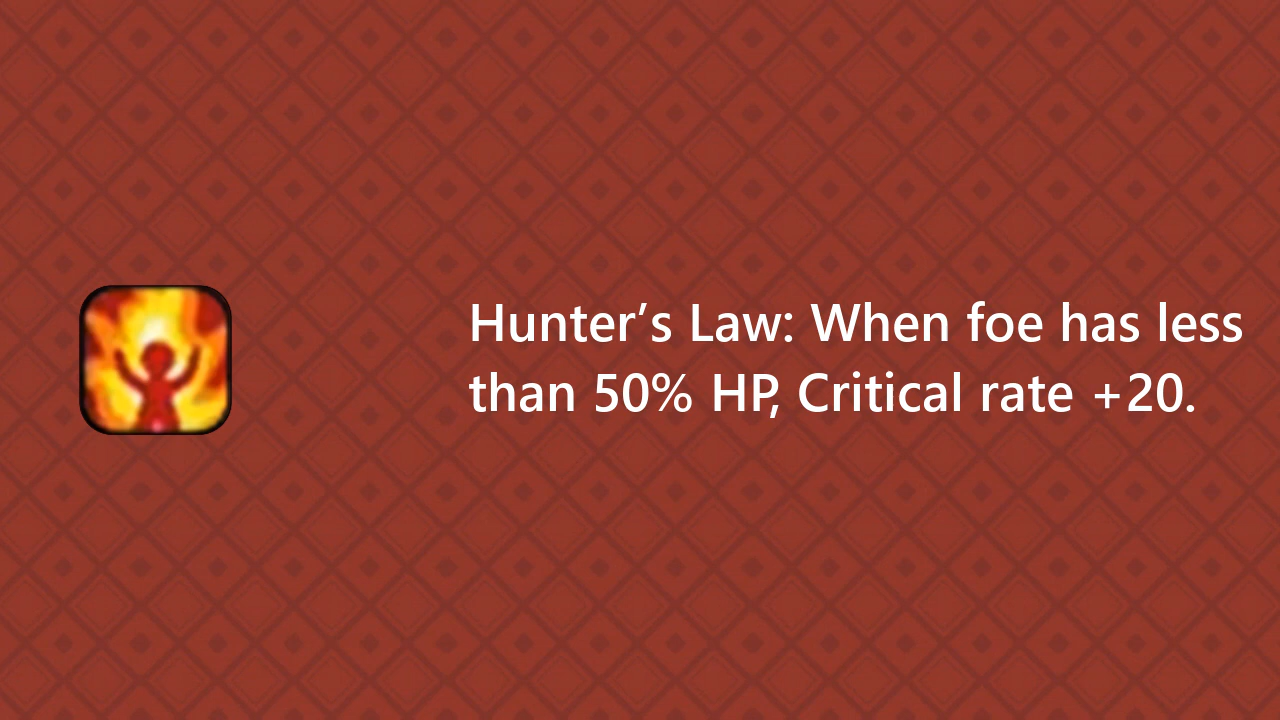 Hunter’s Law: When foe has less
than 50% HP, Critical rate +20.